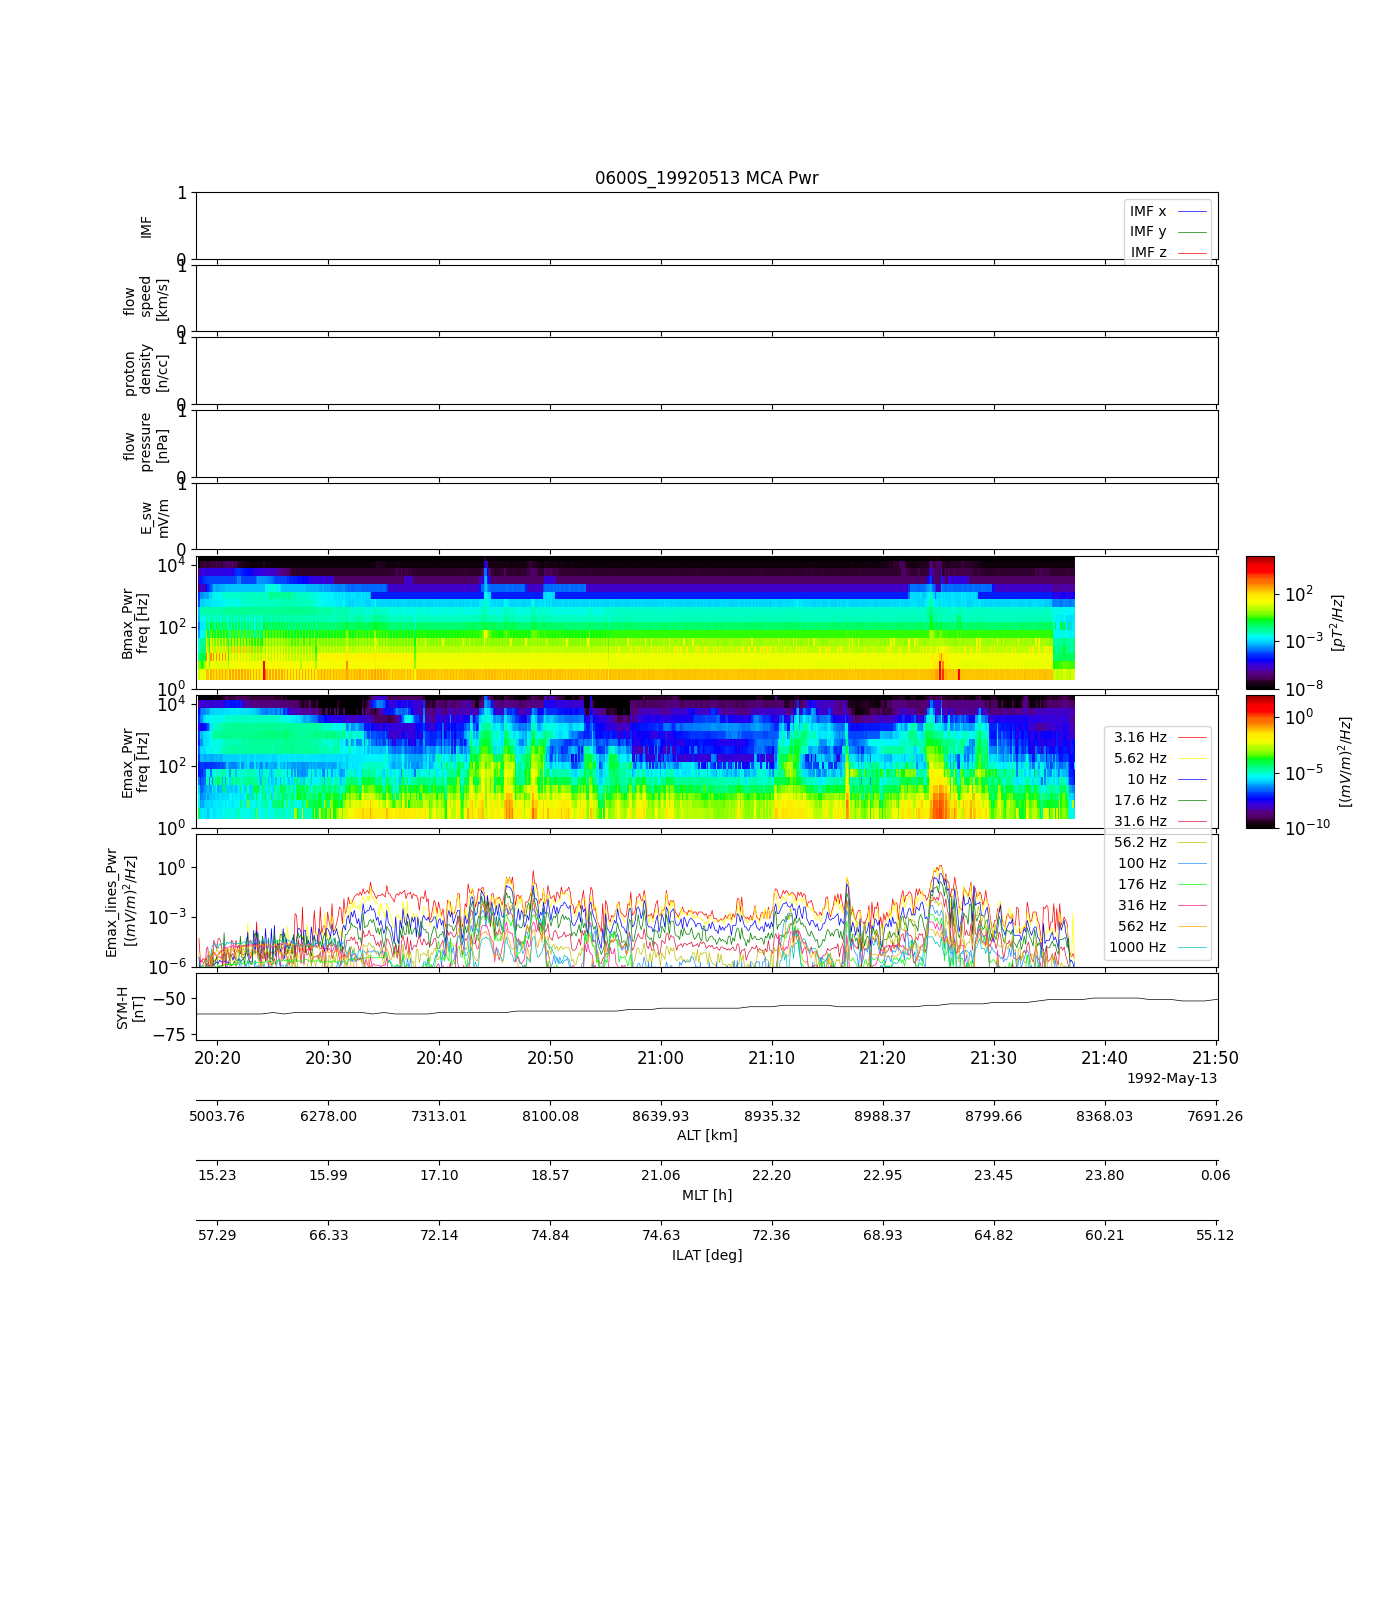 0600S_19920513 MCA Pwr
1
IMF
0
IMF x
IMF y
IMF z
1
flow
speed
[km/s]
0
1
proton
density
[n/cc]
0
1
flow
pressure
[nPa]
0
1
E_sw
mV/m
0
10^4
10^2
10^0
Bmax_Pwr
freq [Hz]
10^2
10^-3
10^-8
[pT^2/Hz]
10^4
10^2
10^0
Emax_Pwr
freq [Hz]
10^0
10^-5
10^-10
[(mV/m)^2/Hz]
3.16 Hz
5.62 Hz
10 Hz
17.6 Hz
31.6 Hz
56.2 Hz
100 Hz
176 Hz
316 Hz
562 Hz
1000 Hz
Emax_lines_Pwr
[(mV/m)^2/Hz]
10^0
10^-3
10^-6
SYM-H
[nT]
−50
−75
20:20 20:30 20:40 20:50 21:00 21:10 21:20 21:30 21:40 21:50
1992-May-13
5003.76 6278.00 7313.01 8100.08 8639.93 8935.32 8988.37 8799.66 8368.03 7691.26
ALT [km]
15.23 15.99 17.10 18.57 21.06 22.20 22.95 23.45 23.80 0.06
MLT [h]
57.29 66.33 72.14 74.84 74.63 72.36 68.93 64.82 60.21 55.12
ILAT [deg]